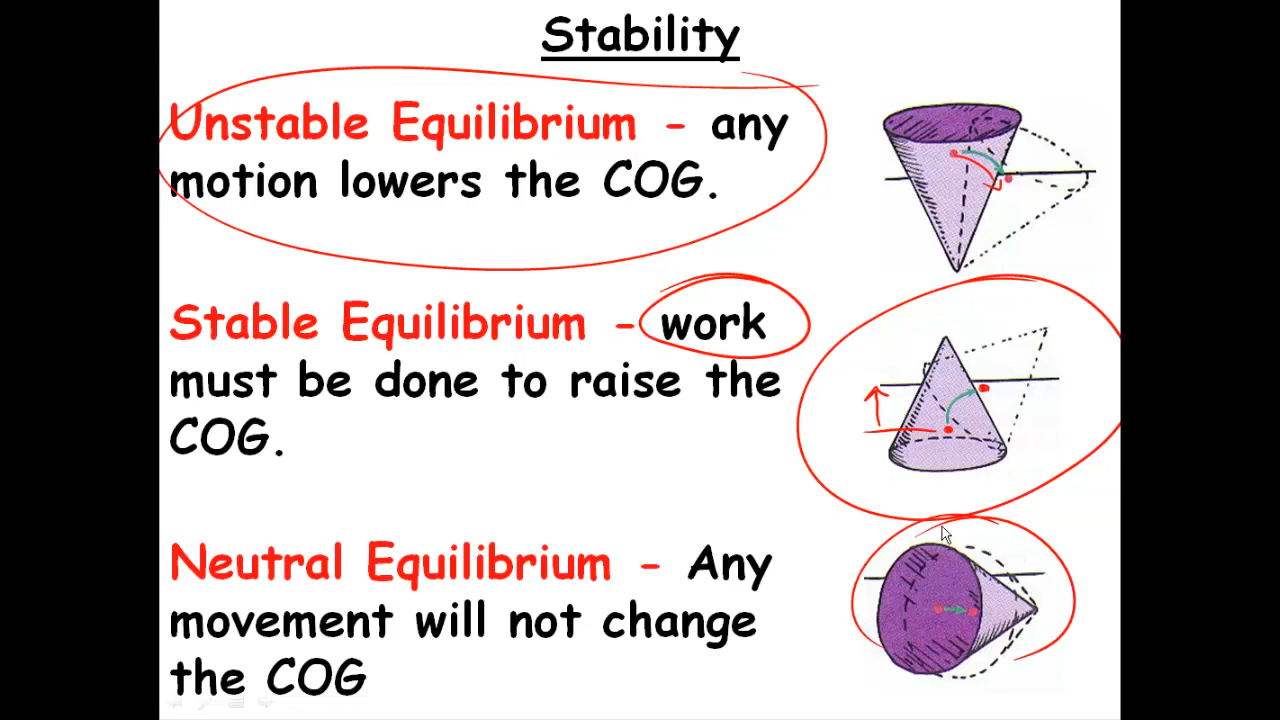 Stability
Unstable Equilibrium - any
motion lowers the COG.
Stable Equilibrium - work
must be done to raise the
COG.
Neutral Equilibrium - Any
movement will not change
the COG